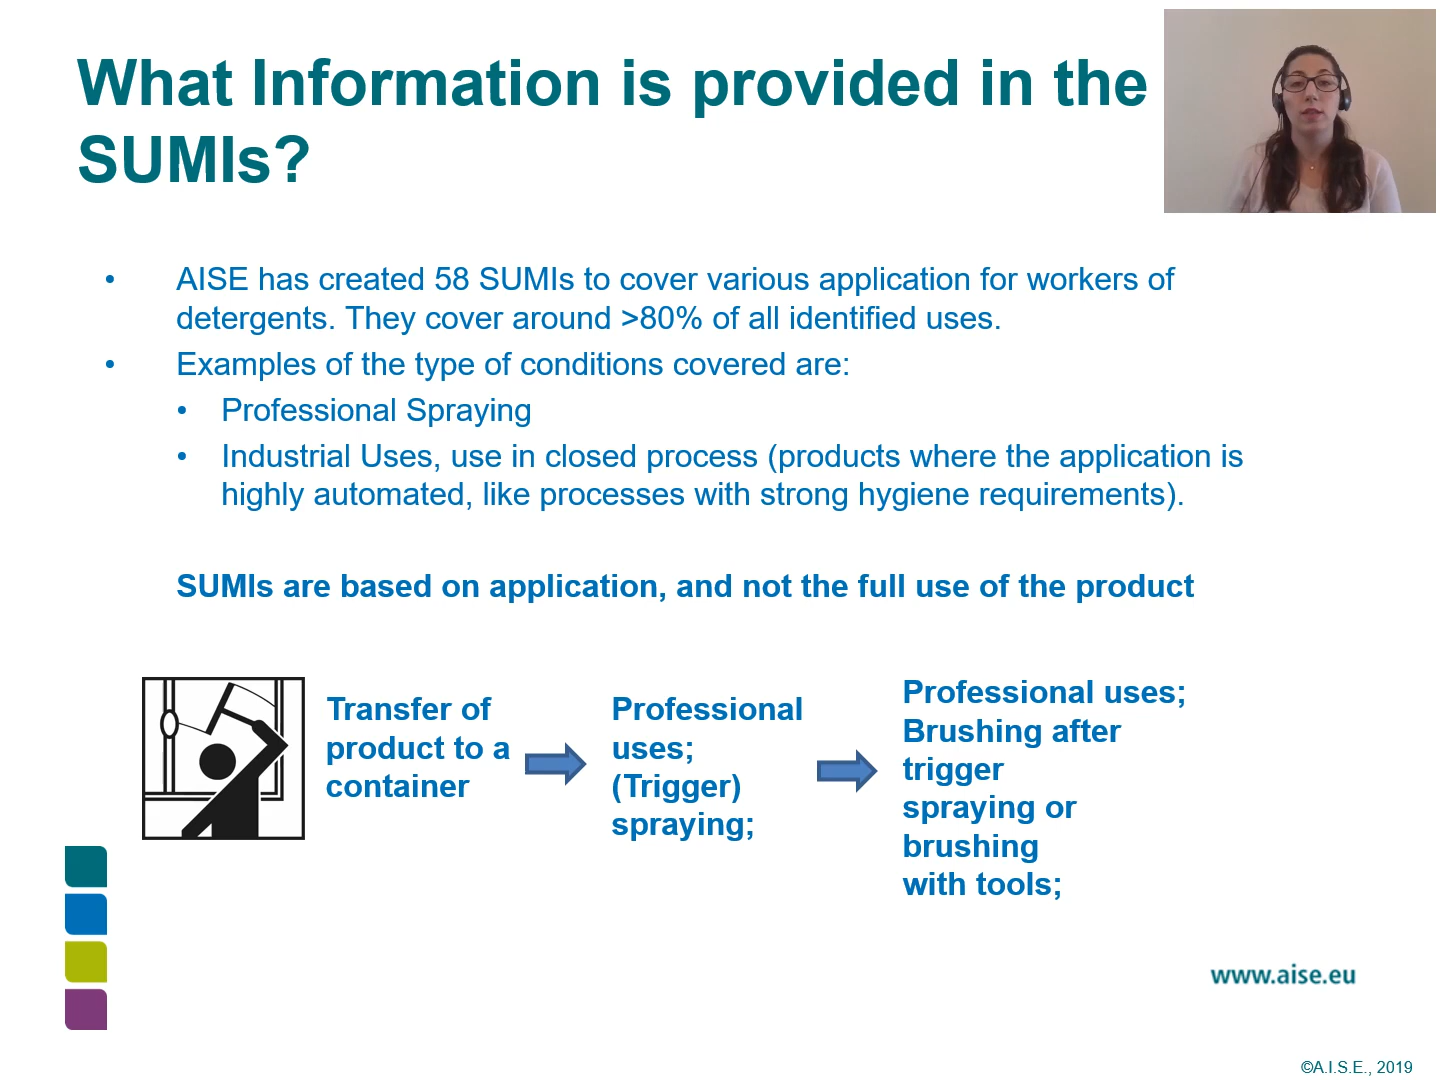 What Information is provided in the
SUMIs?
• AISE has created 58 SUMIs to cover various application for workers of
detergents. They cover around >80% of all identified uses.
• Examples of the type of conditions covered are:
• Professional Spraying
• Industrial Uses, use in closed process (products where the application is
highly automated, like processes with strong hygiene requirements).
SUMIs are based on application, and not the full use of the product
Transfer of
product to a
container
Professional
uses;
(Trigger)
spraying;
Professional uses;
Brushing after
trigger
spraying or
brushing
with tools;
www.aise.eu
©A.I.S.E., 2019